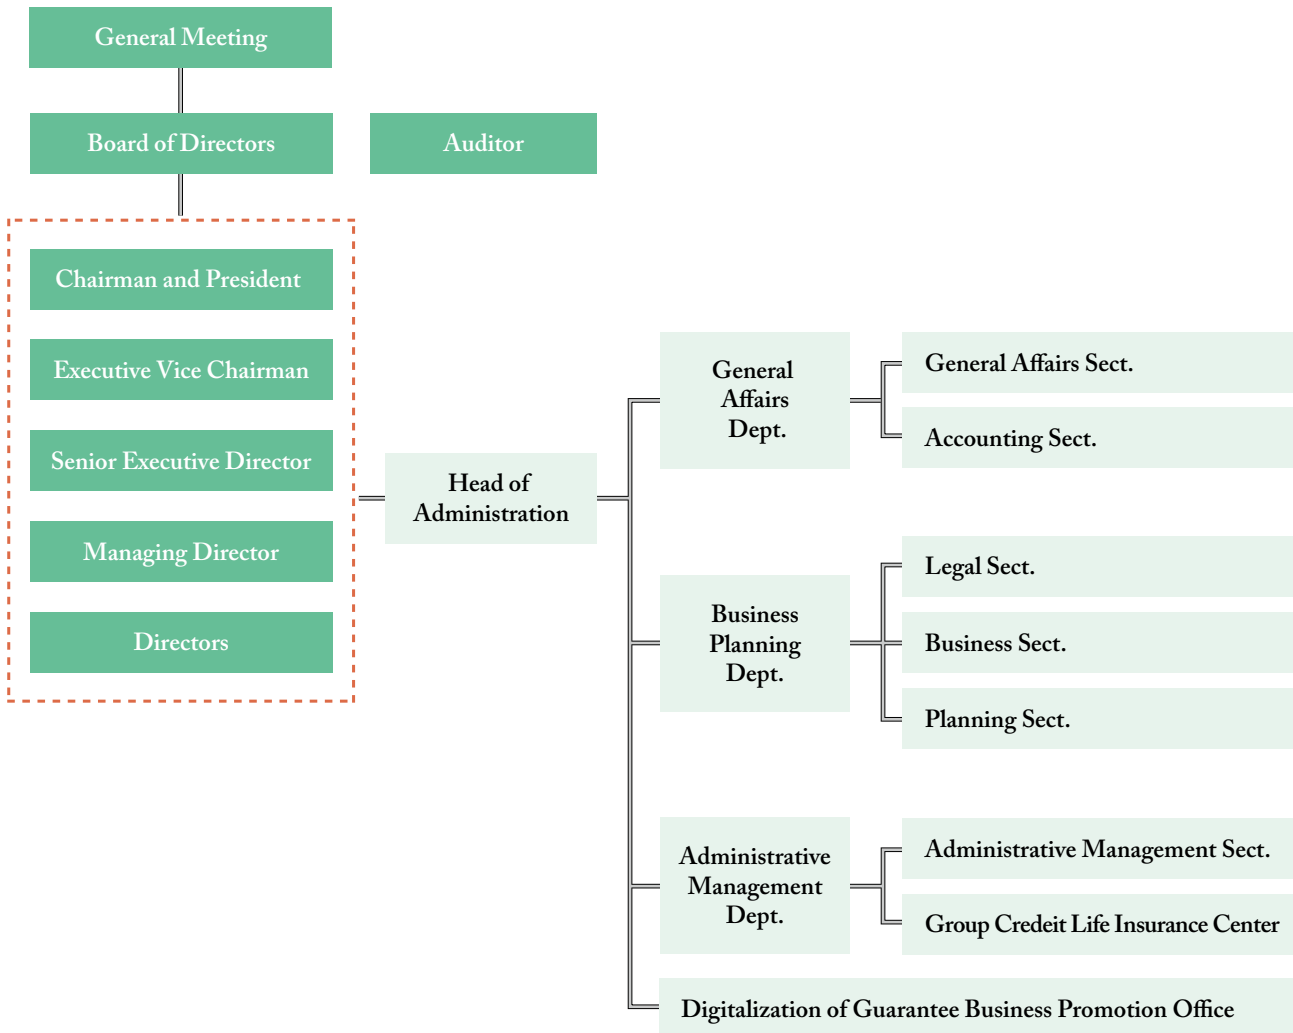 General Meeting
Board of Directors
Auditor
Chairman and President
Executive Vice Chairman
Senior Executive Director
Managing Director
Directors
Head of
Administration
General
Affairs
Dept.
General Affairs Sect.
Accounting Sect.
Business
Planning
Dept.
Legal Sect.
Business Sect.
Planning Sect.
Administrative
Management
Dept.
Administrative Management Sect.
Group Credeit Life Insurance Center
Digitalization of Guarantee Business Promotion Office